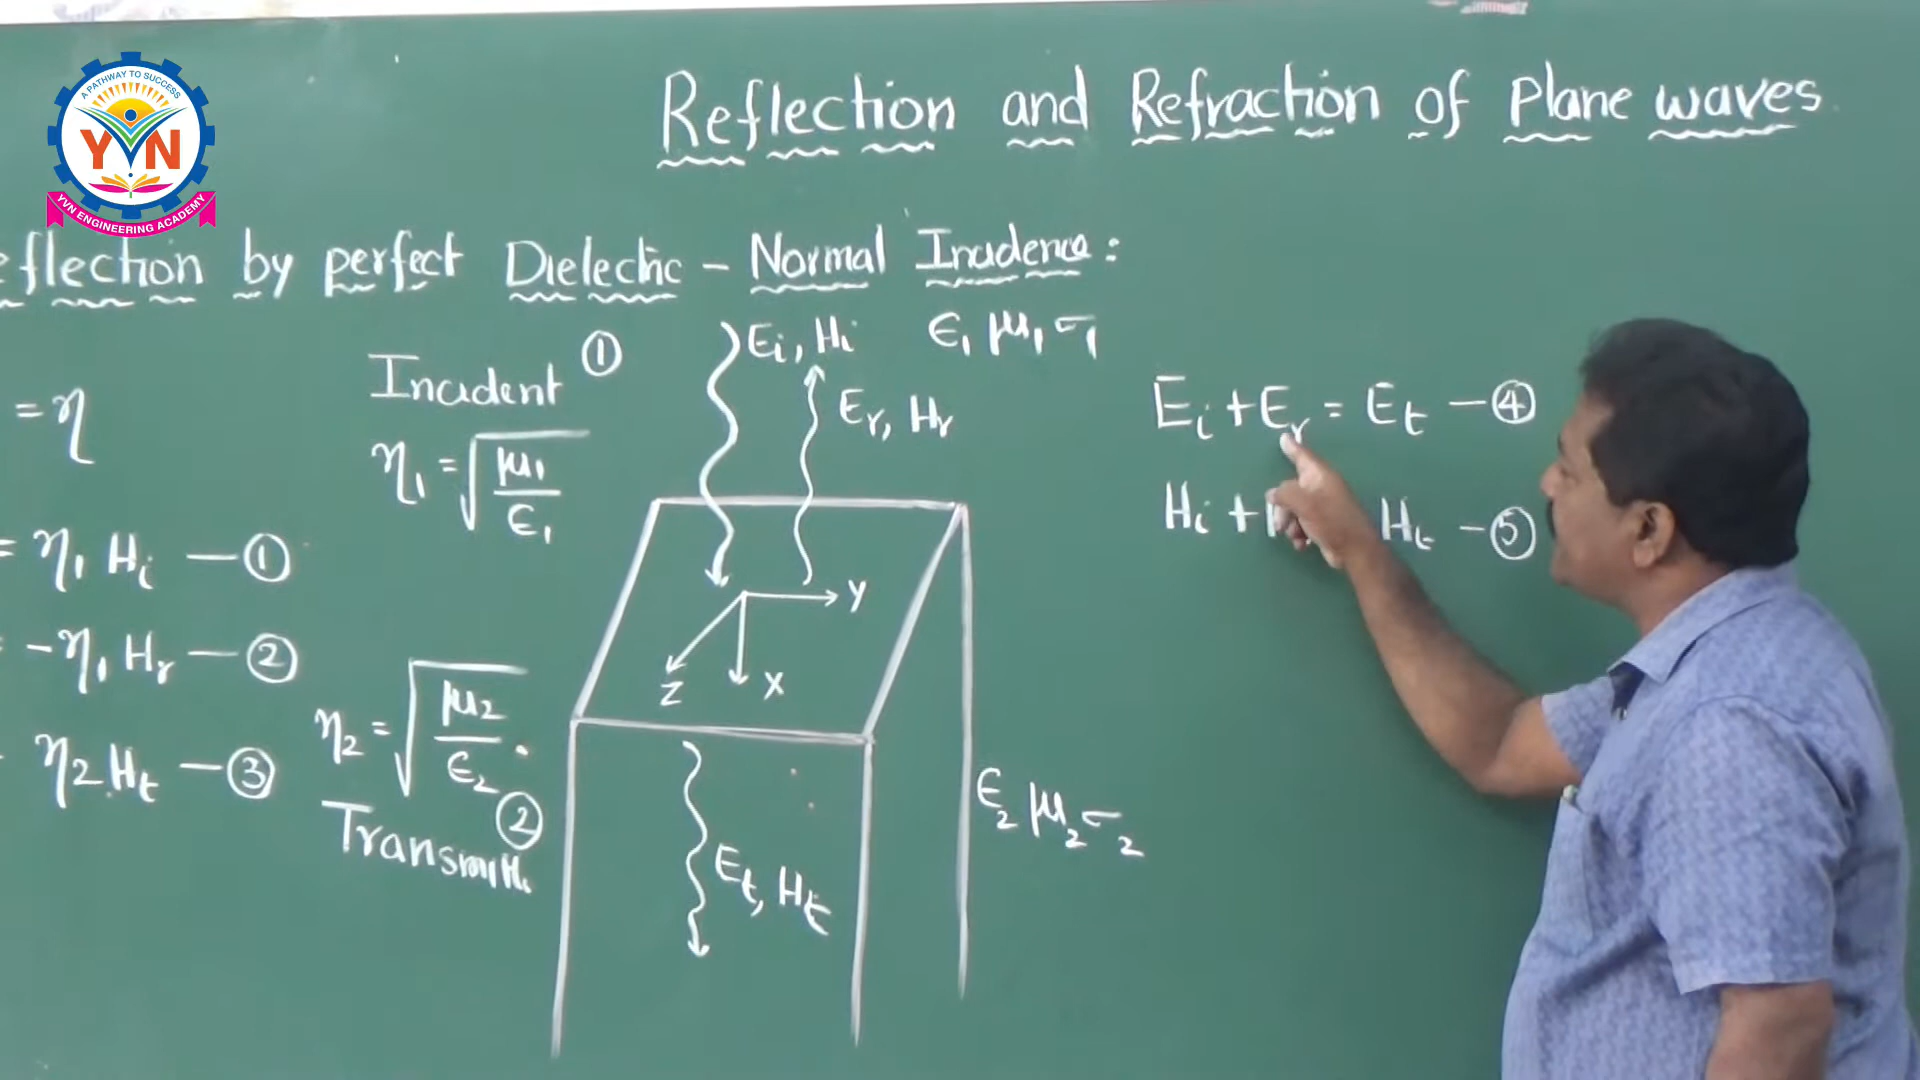 A PATHWAY TO SUCCESS
YVN
YVN ENGINEERING ACADEMY
Reflection and Refraction of plane waves
eflection by perfect Dielectic - Normal Incidence:
= η
Incident ①
η₁ = √(μ₁/ε₁)
Ei, Hi
ε₁ μ₁ σ₁
Er, Hr
Ei + Er = Et — ④
Hi + = Ht — ⑤
= η₁ Hi — ①
= -η₁ Hr — ②
η₂ Ht — ③
y
z
x
η₂ = √(μ₂/ε₂)
②
ε₂ μ₂ σ₂
Et, Ht